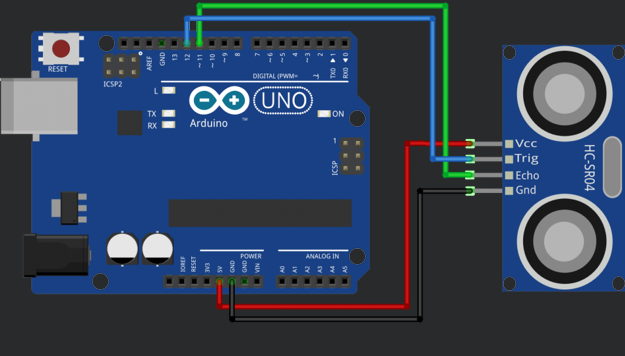 RESET
ICSP2
AREF
GND
13
12
~11
~10
~9
8
7
~6
~5
4
~3
2
TX0 ▶ 1
RX0 ◀ 0
DIGITAL (PWM= ~)
L
TX
RX
Arduino
™
UNO
ON
1
ICSP
POWER
ANALOG IN
IOREF
RESET
3V3
5V
GND
GND
VIN
A0
A1
A2
A3
A4
A5
Vcc
Trig
Echo
Gnd
HC-SR04